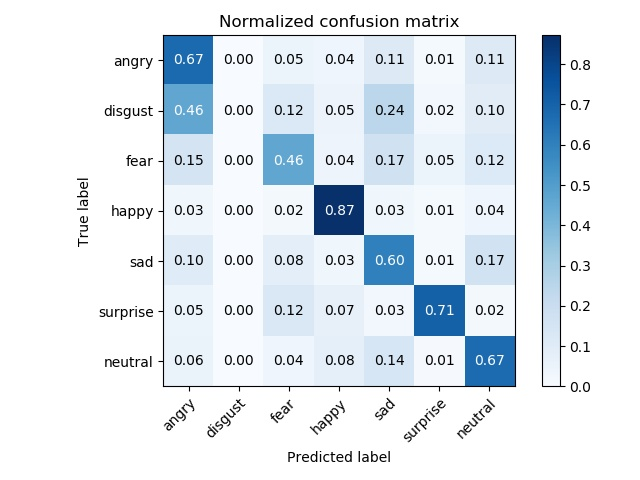 Normalized confusion matrix
angry 0.67 0.00 0.05 0.04 0.11 0.01 0.11
disgust 0.46 0.00 0.12 0.05 0.24 0.02 0.10
fear 0.15 0.00 0.46 0.04 0.17 0.05 0.12
happy 0.03 0.00 0.02 0.87 0.03 0.01 0.04
sad 0.10 0.00 0.08 0.03 0.60 0.01 0.17
surprise 0.05 0.00 0.12 0.07 0.03 0.71 0.02
neutral 0.06 0.00 0.04 0.08 0.14 0.01 0.67
angry disgust fear happy sad surprise neutral
True label
Predicted label
0.8
0.7
0.6
0.5
0.4
0.3
0.2
0.1
0.0